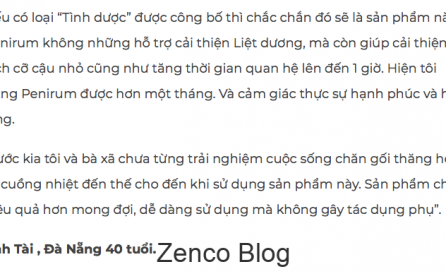 ếu có loại “Tình dược” được công bố thì chắc chắn đó sẽ là sản phẩm nà
nirum không những hỗ trợ cải thiện Liệt dương, mà còn giúp cải thiện
ch cỡ cậu nhỏ cũng như tăng thời gian quan hệ lên đến 1 giờ. Hiện tôi
ng Penirum được hơn một tháng. Và cảm giác thực sự hạnh phúc và h
ng.
ước kia tôi và bà xã chưa từng trải nghiệm cuộc sống chăn gối thăng h
cuồng nhiệt đến thế cho đến khi sử dụng sản phẩm này. Sản phẩm ch
ệu quả hơn mong đợi, dễ dàng sử dụng mà không gây tác dụng phụ”.
nh Tài , Đà Nẵng 40 tuổi.
Zenco Blog